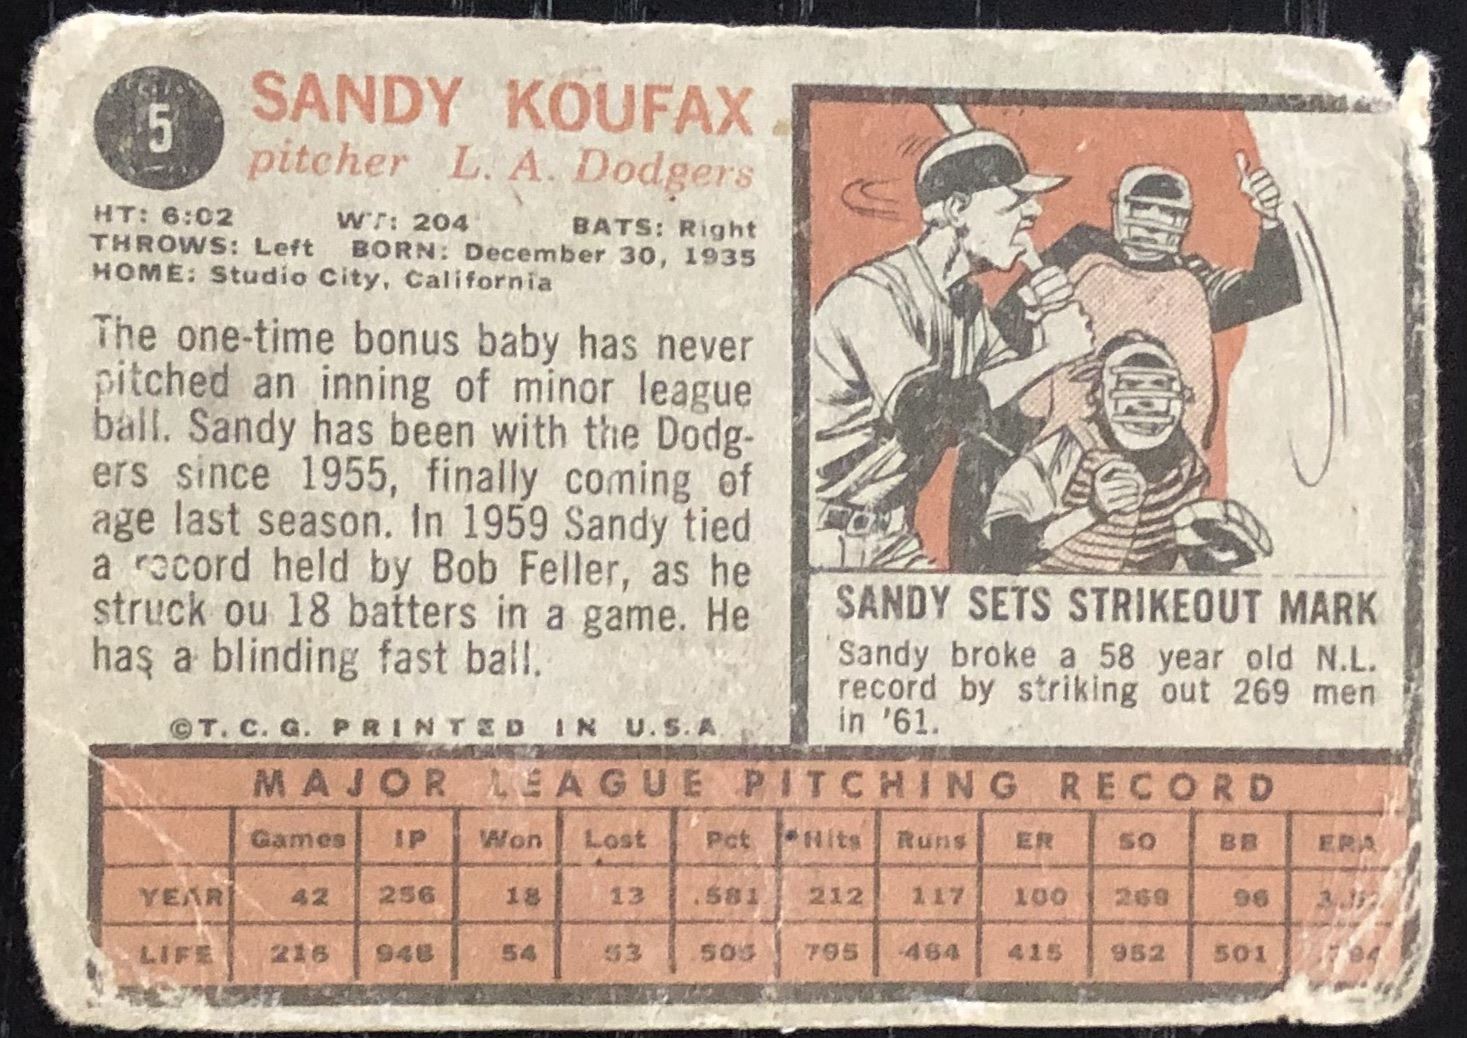 5
SANDY KOUFAX
pitcher L. A. Dodgers
HT: 6:02 WT: 204 BATS: Right
THROWS: Left BORN: December 30, 1935
HOME: Studio City, California
The one-time bonus baby has never
pitched an inning of minor league
ball. Sandy has been with the Dodg-
ers since 1955, finally coming of
age last season. In 1959 Sandy tied
a record held by Bob Feller, as he
struck ou 18 batters in a game. He
has a blinding fast ball.
©T. C. G. PRINTED IN U.S.A
SANDY SETS STRIKEOUT MARK
Sandy broke a 58 year old N.L.
record by striking out 269 men
in '61.
MAJOR LEAGUE PITCHING RECORD
Games IP Won Lost Pct Hits Runs ER SO BB ERA
YEAR 42 256 18 13 .581 212 117 100 269 96
LIFE 216 948 54 53 .505 795 464 415 952 501